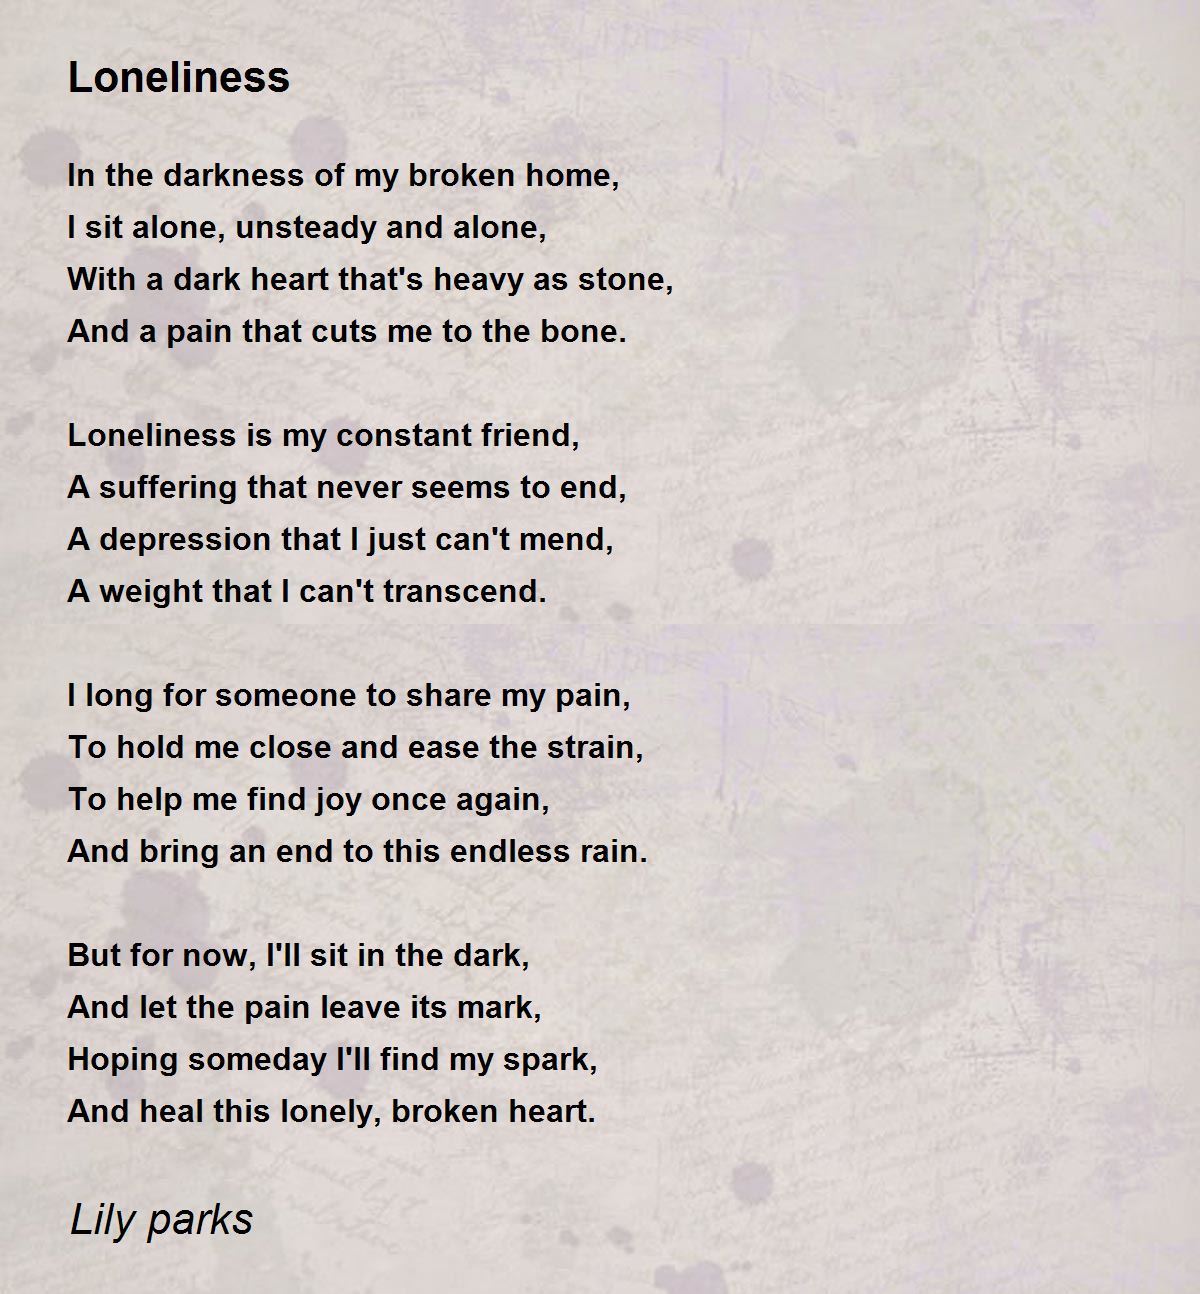 Loneliness
In the darkness of my broken home,
I sit alone, unsteady and alone,
With a dark heart that's heavy as stone,
And a pain that cuts me to the bone.
Loneliness is my constant friend,
A suffering that never seems to end,
A depression that I just can't mend,
A weight that I can't transcend.
I long for someone to share my pain,
To hold me close and ease the strain,
To help me find joy once again,
And bring an end to this endless rain.
But for now, I'll sit in the dark,
And let the pain leave its mark,
Hoping someday I'll find my spark,
And heal this lonely, broken heart.
Lily parks